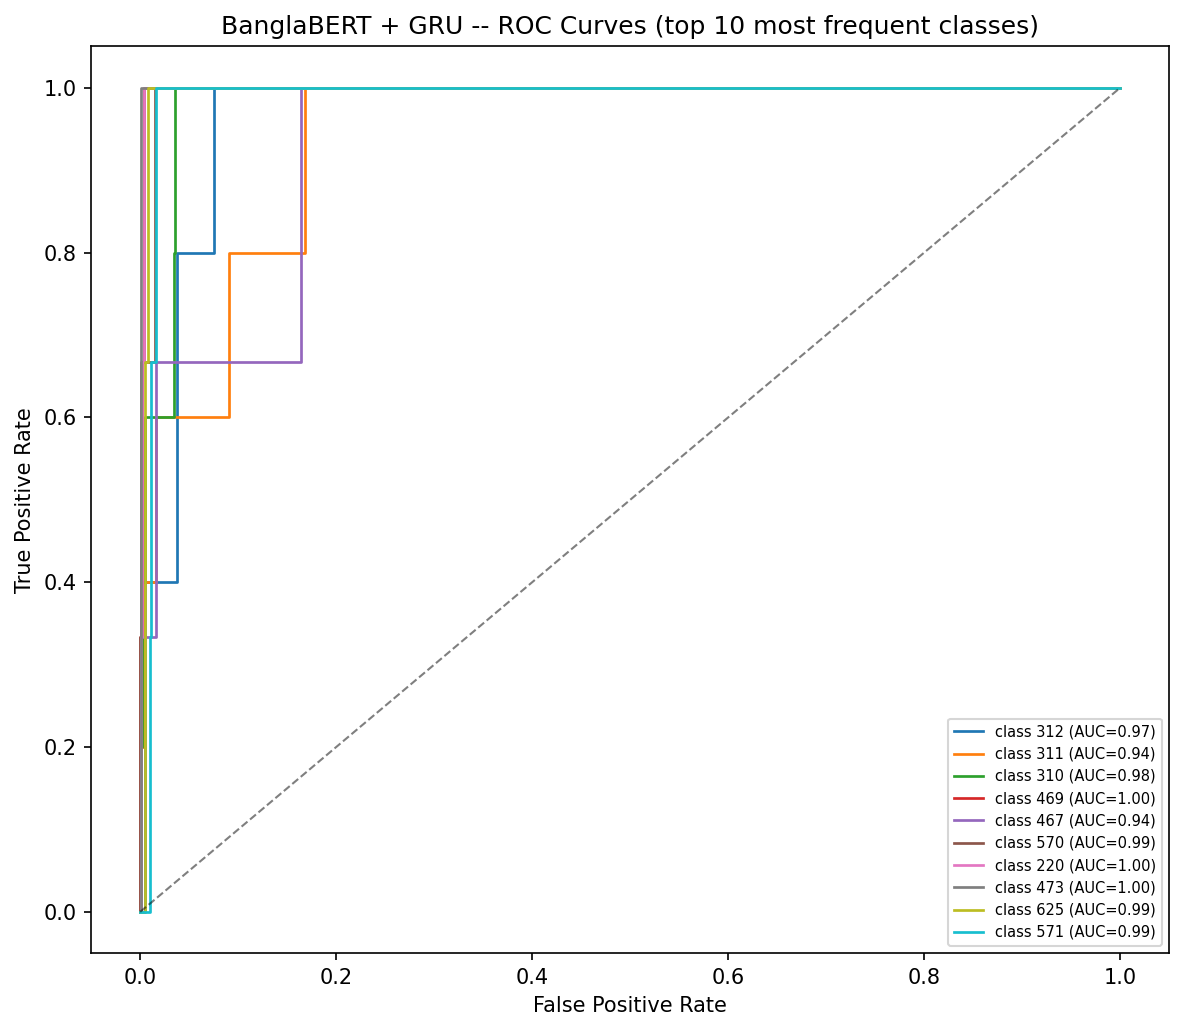 BanglaBERT + GRU -- ROC Curves (top 10 most frequent classes)
1.0
0.8
0.6
0.4
0.2
0.0
True Positive Rate
class 312 (AUC=0.97)
class 311 (AUC=0.94)
class 310 (AUC=0.98)
class 469 (AUC=1.00)
class 467 (AUC=0.94)
class 570 (AUC=0.99)
class 220 (AUC=1.00)
class 473 (AUC=1.00)
class 625 (AUC=0.99)
class 571 (AUC=0.99)
0.0 0.2 0.4 0.6 0.8 1.0
False Positive Rate